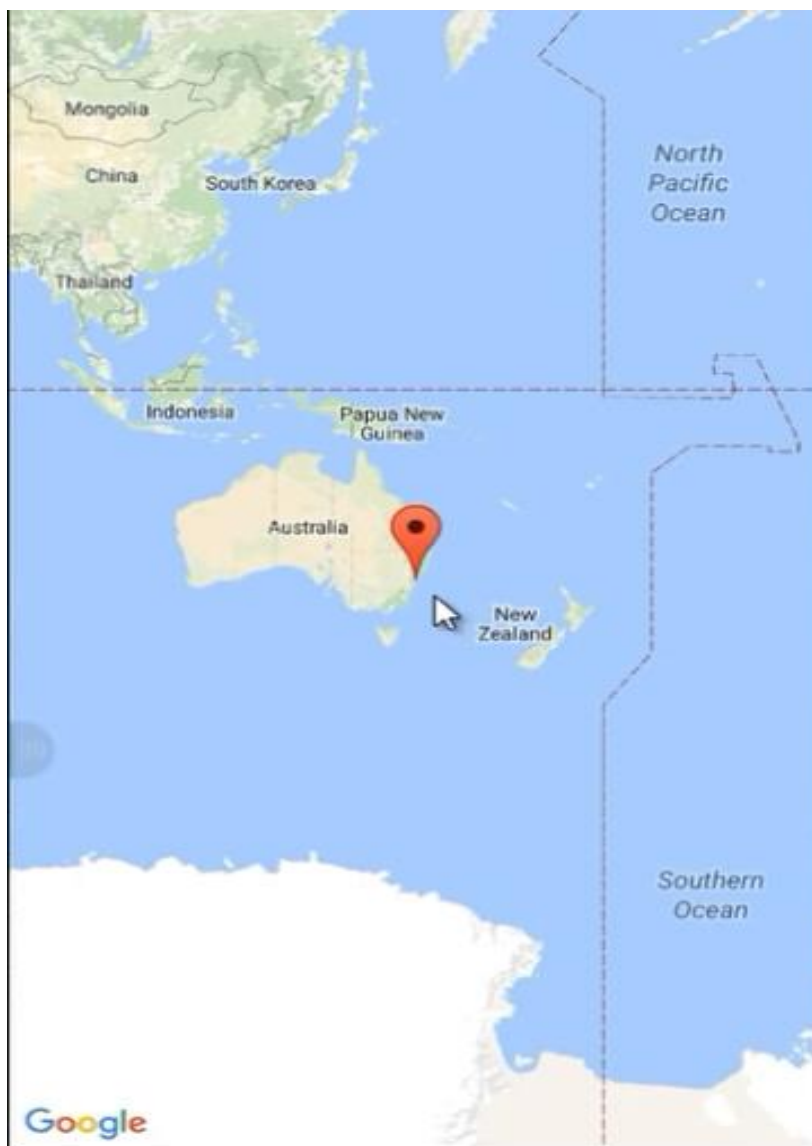 Mongolia
China
South Korea
North
Pacific
Ocean
Thailand
Indonesia
Papua New
Guinea
Australia
New
Zealand
Southern
Ocean
Google